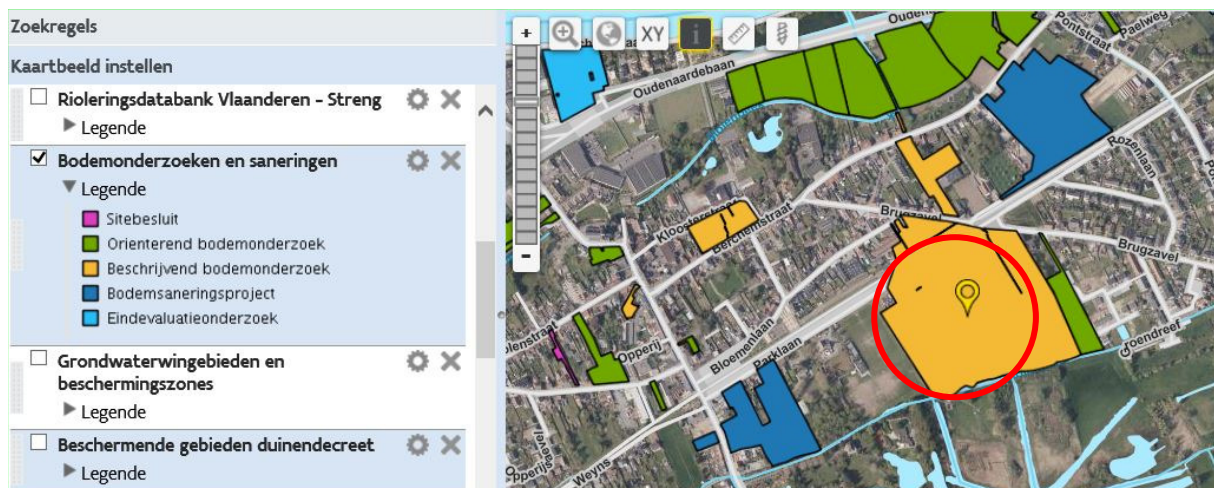 Zoekregels
Kaartbeeld instellen
Rioleringsdatabank Vlaanderen - Streng
Legende
Bodemonderzoeken en saneringen
Legende
Sitebesluit
Orienterend bodemonderzoek
Beschrijvend bodemonderzoek
Bodemsaneringsproject
Eindevaluatieonderzoek
Grondwaterwingebieden en
beschermingszones
Legende
Beschermende gebieden duinendecreet
Legende
+
XY
i
-
Oudenaardebaan
Pontstraat
Paelweg
Rozenlaan
Kloosterstraat
Berchemstraat
Brugzavel
Brugzavel
Groendreef
Opperij
Bloemenlaan
Parklaan
Weyns